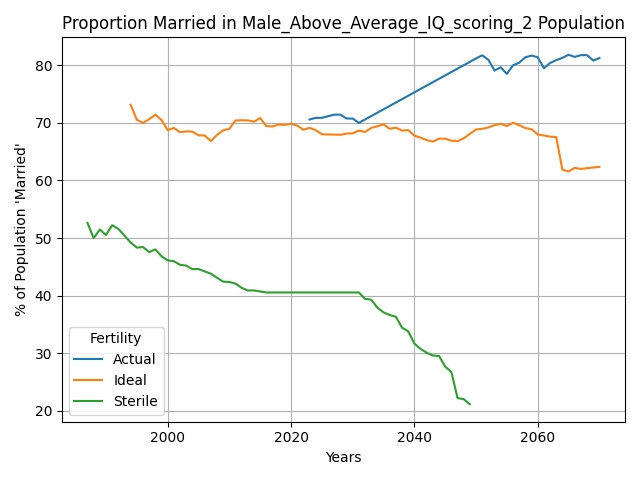 Proportion Married in Male_Above_Average_IQ_scoring_2 Population
% of Population 'Married'
80
70
60
50
40
30
20
Fertility
Actual
Ideal
Sterile
2000 2020 2040 2060
Years